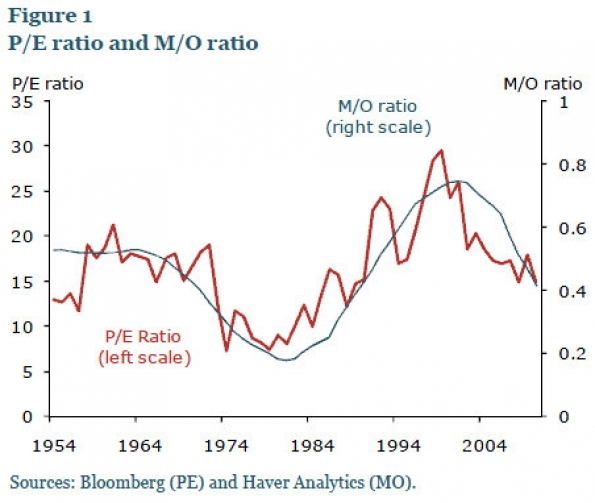 Figure 1
P/E ratio and M/O ratio
P/E ratio
M/O ratio
35
1
M/O ratio
(right scale)
30
0.8
25
20
0.6
15
0.4
10
P/E Ratio
(left scale)
0.2
5
0
0
1954
1964
1974
1984
1994
2004
Sources: Bloomberg (PE) and Haver Analytics (MO).